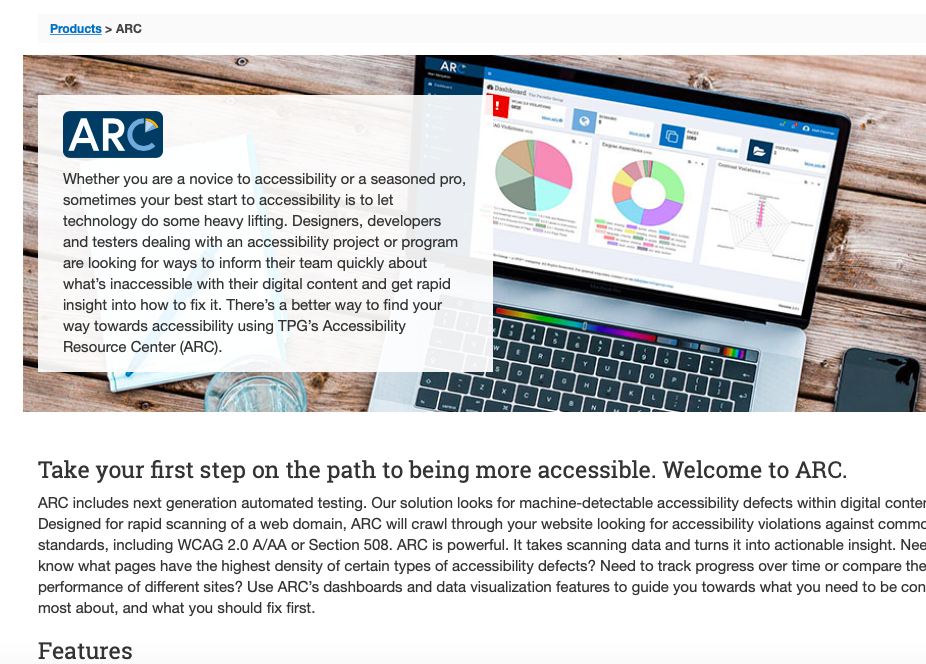 Products > ARC
ARC
Whether you are a novice to accessibility or a seasoned pro,
sometimes your best start to accessibility is to let
technology do some heavy lifting. Designers, developers
and testers dealing with an accessibility project or program
are looking for ways to inform their team quickly about
what’s inaccessible with their digital content and get rapid
insight into how to fix it. There’s a better way to find your
way towards accessibility using TPG’s Accessibility
Resource Center (ARC).
ARC
Dashboard
Engine Assertions
Contrast Violations
Take your first step on the path to being more accessible. Welcome to ARC.
ARC includes next generation automated testing. Our solution looks for machine-detectable accessibility defects within digital conte
Designed for rapid scanning of a web domain, ARC will crawl through your website looking for accessibility violations against commo
standards, including WCAG 2.0 A/AA or Section 508. ARC is powerful. It takes scanning data and turns it into actionable insight. Nee
know what pages have the highest density of certain types of accessibility defects? Need to track progress over time or compare the
performance of different sites? Use ARC’s dashboards and data visualization features to guide you towards what you need to be con
most about, and what you should fix first.
Features